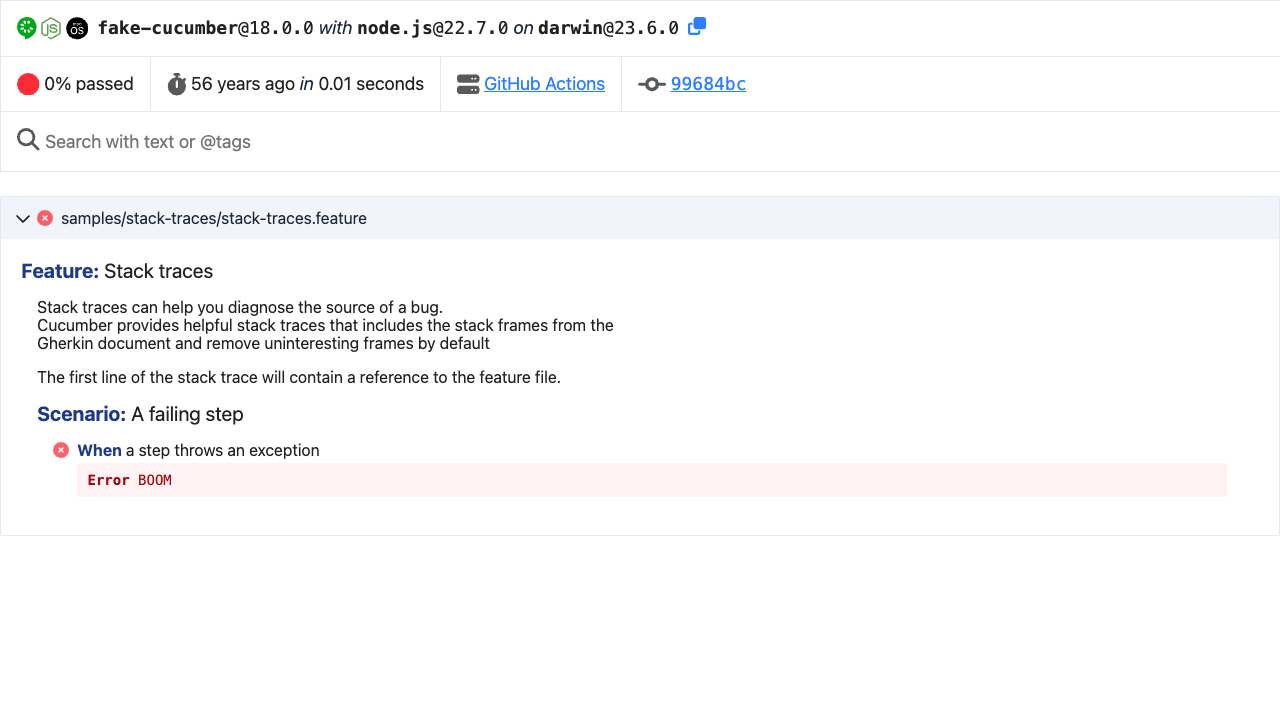 fake-cucumber@18.0.0 with node.js@22.7.0 on darwin@23.6.0
0% passed
56 years ago in 0.01 seconds
GitHub Actions
99684bc
Search with text or @tags
samples/stack-traces/stack-traces.feature
Feature: Stack traces
Stack traces can help you diagnose the source of a bug.
Cucumber provides helpful stack traces that includes the stack frames from the
Gherkin document and remove uninteresting frames by default
The first line of the stack trace will contain a reference to the feature file.
Scenario: A failing step
When a step throws an exception
Error BOOM